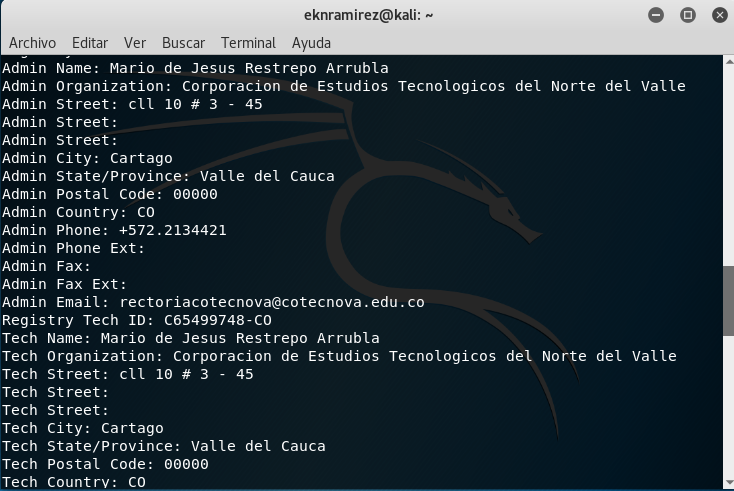 eknramirez@kali: ~
Archivo Editar Ver Buscar Terminal Ayuda
Admin Name: Mario de Jesus Restrepo Arrubla
Admin Organization: Corporacion de Estudios Tecnologicos del Norte del Valle
Admin Street: cll 10 # 3 - 45
Admin Street:
Admin Street:
Admin City: Cartago
Admin State/Province: Valle del Cauca
Admin Postal Code: 00000
Admin Country: CO
Admin Phone: +572.2134421
Admin Phone Ext:
Admin Fax:
Admin Fax Ext:
Admin Email: rectoriacotecnova@cotecnova.edu.co
Registry Tech ID: C65499748-CO
Tech Name: Mario de Jesus Restrepo Arrubla
Tech Organization: Corporacion de Estudios Tecnologicos del Norte del Valle
Tech Street: cll 10 # 3 - 45
Tech Street:
Tech Street:
Tech City: Cartago
Tech State/Province: Valle del Cauca
Tech Postal Code: 00000
Tech Country: CO